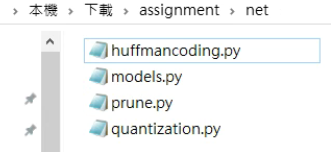 › 本機 › 下載 › assignment › net
huffmancoding.py
models.py
prune.py
quantization.py